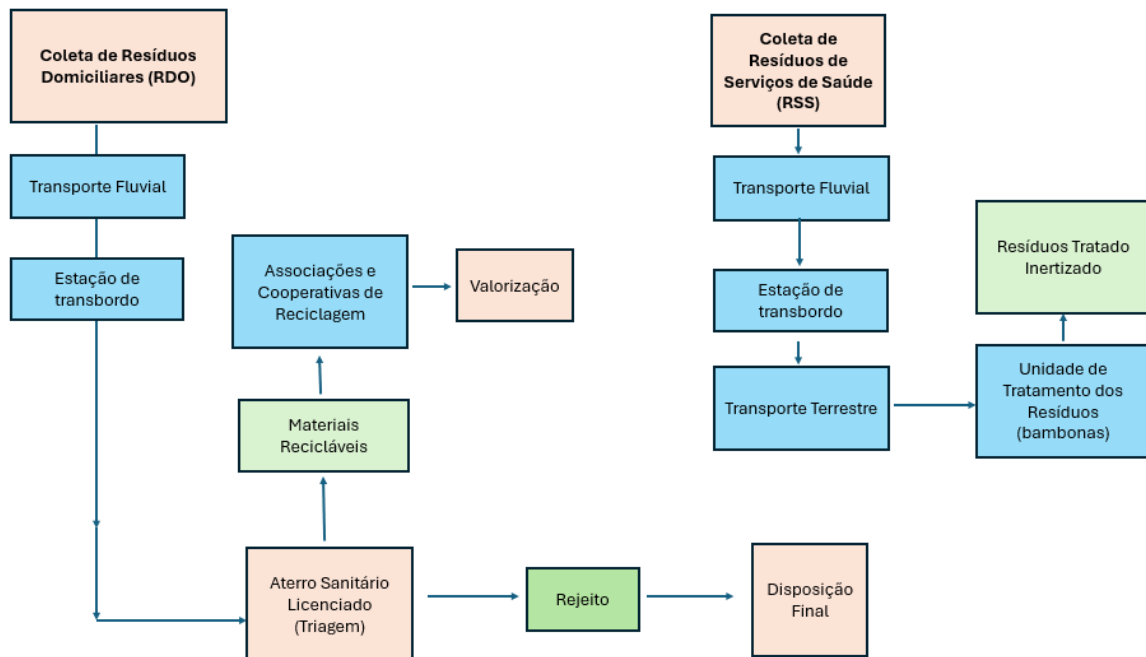 Coleta de Resíduos
Domiciliares (RDO)
Transporte Fluvial
Estação de
transbordo
Associações e
Cooperativas de
Reciclagem
Valorização
Materiais
Recicláveis
Aterro Sanitário
Licenciado
(Triagem)
Rejeito
Disposição
Final
Coleta de
Resíduos de
Serviços de Saúde
(RSS)
Transporte Fluvial
Estação de
transbordo
Transporte Terrestre
Unidade de
Tratamento dos
Resíduos
(bambonas)
Resíduos Tratado
Inertizado